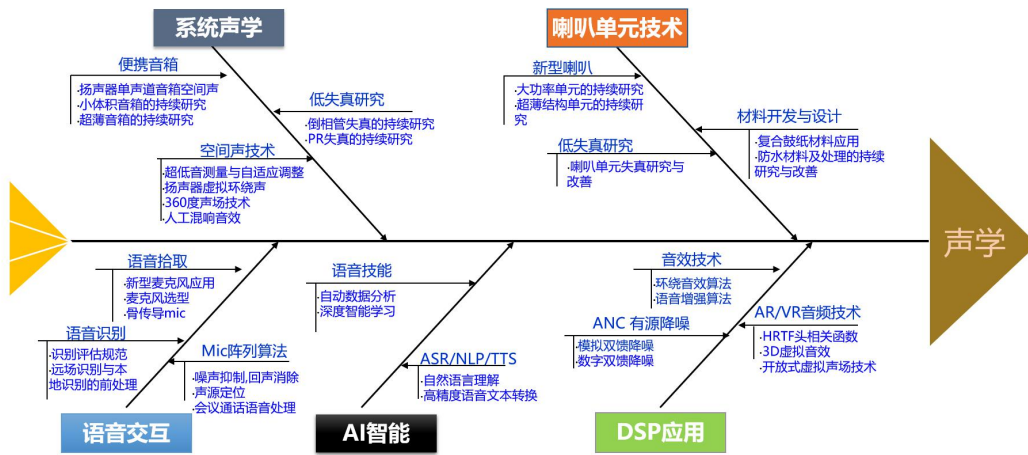 系统声学
喇叭单元技术
便携音箱
·扬声器单声道音箱空间声
·小体积音箱的持续研究
·超薄音箱的持续研究
低失真研究
·倒相管失真的持续研究
·PR失真的持续研究
空间声技术
·超低音测量与自适应调整
·扬声器虚拟环绕声
·360度声场技术
·人工混响音效
新型喇叭
·大功率单元的持续研究
·超薄结构单元的持续研
究
材料开发与设计
·复合鼓纸材料应用
·防水材料及处理的持续
研究与改善
低失真研究
·喇叭单元失真研究与
改善
声学
语音拾取
·新型麦克风应用
·麦克风选型
·骨传导mic
语音识别
·识别评估规范
·远场识别与本
地识别的前处理
Mic阵列算法
·噪声抑制,回声消除
·声源定位
·会议通话语音处理
语音技能
·自动数据分析
·深度智能学习
ASR/NLP/TTS
·自然语言理解
·高精度语音文本转换
音效技术
·环绕音效算法
·语音增强算法
ANC 有源降噪
·模拟双馈降噪
·数字双馈降噪
AR/VR音频技术
·HRTF头相关函数
·3D虚拟音效
·开放式虚拟声场技术
语音交互
AI智能
DSP应用